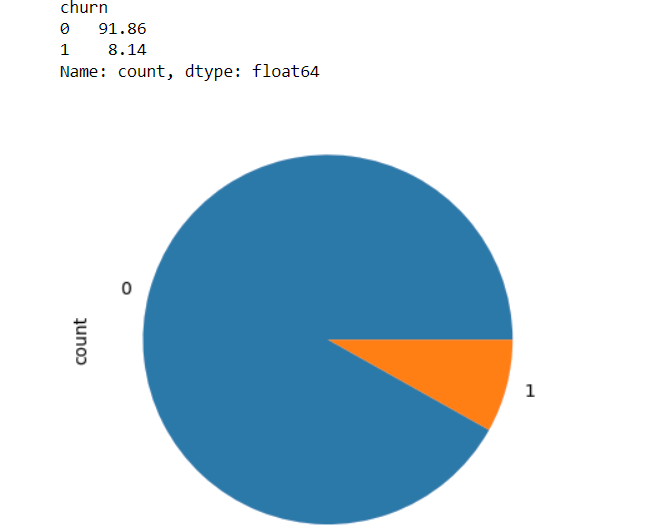 churn
0   91.86
1    8.14
Name: count, dtype: float64
0
count
1